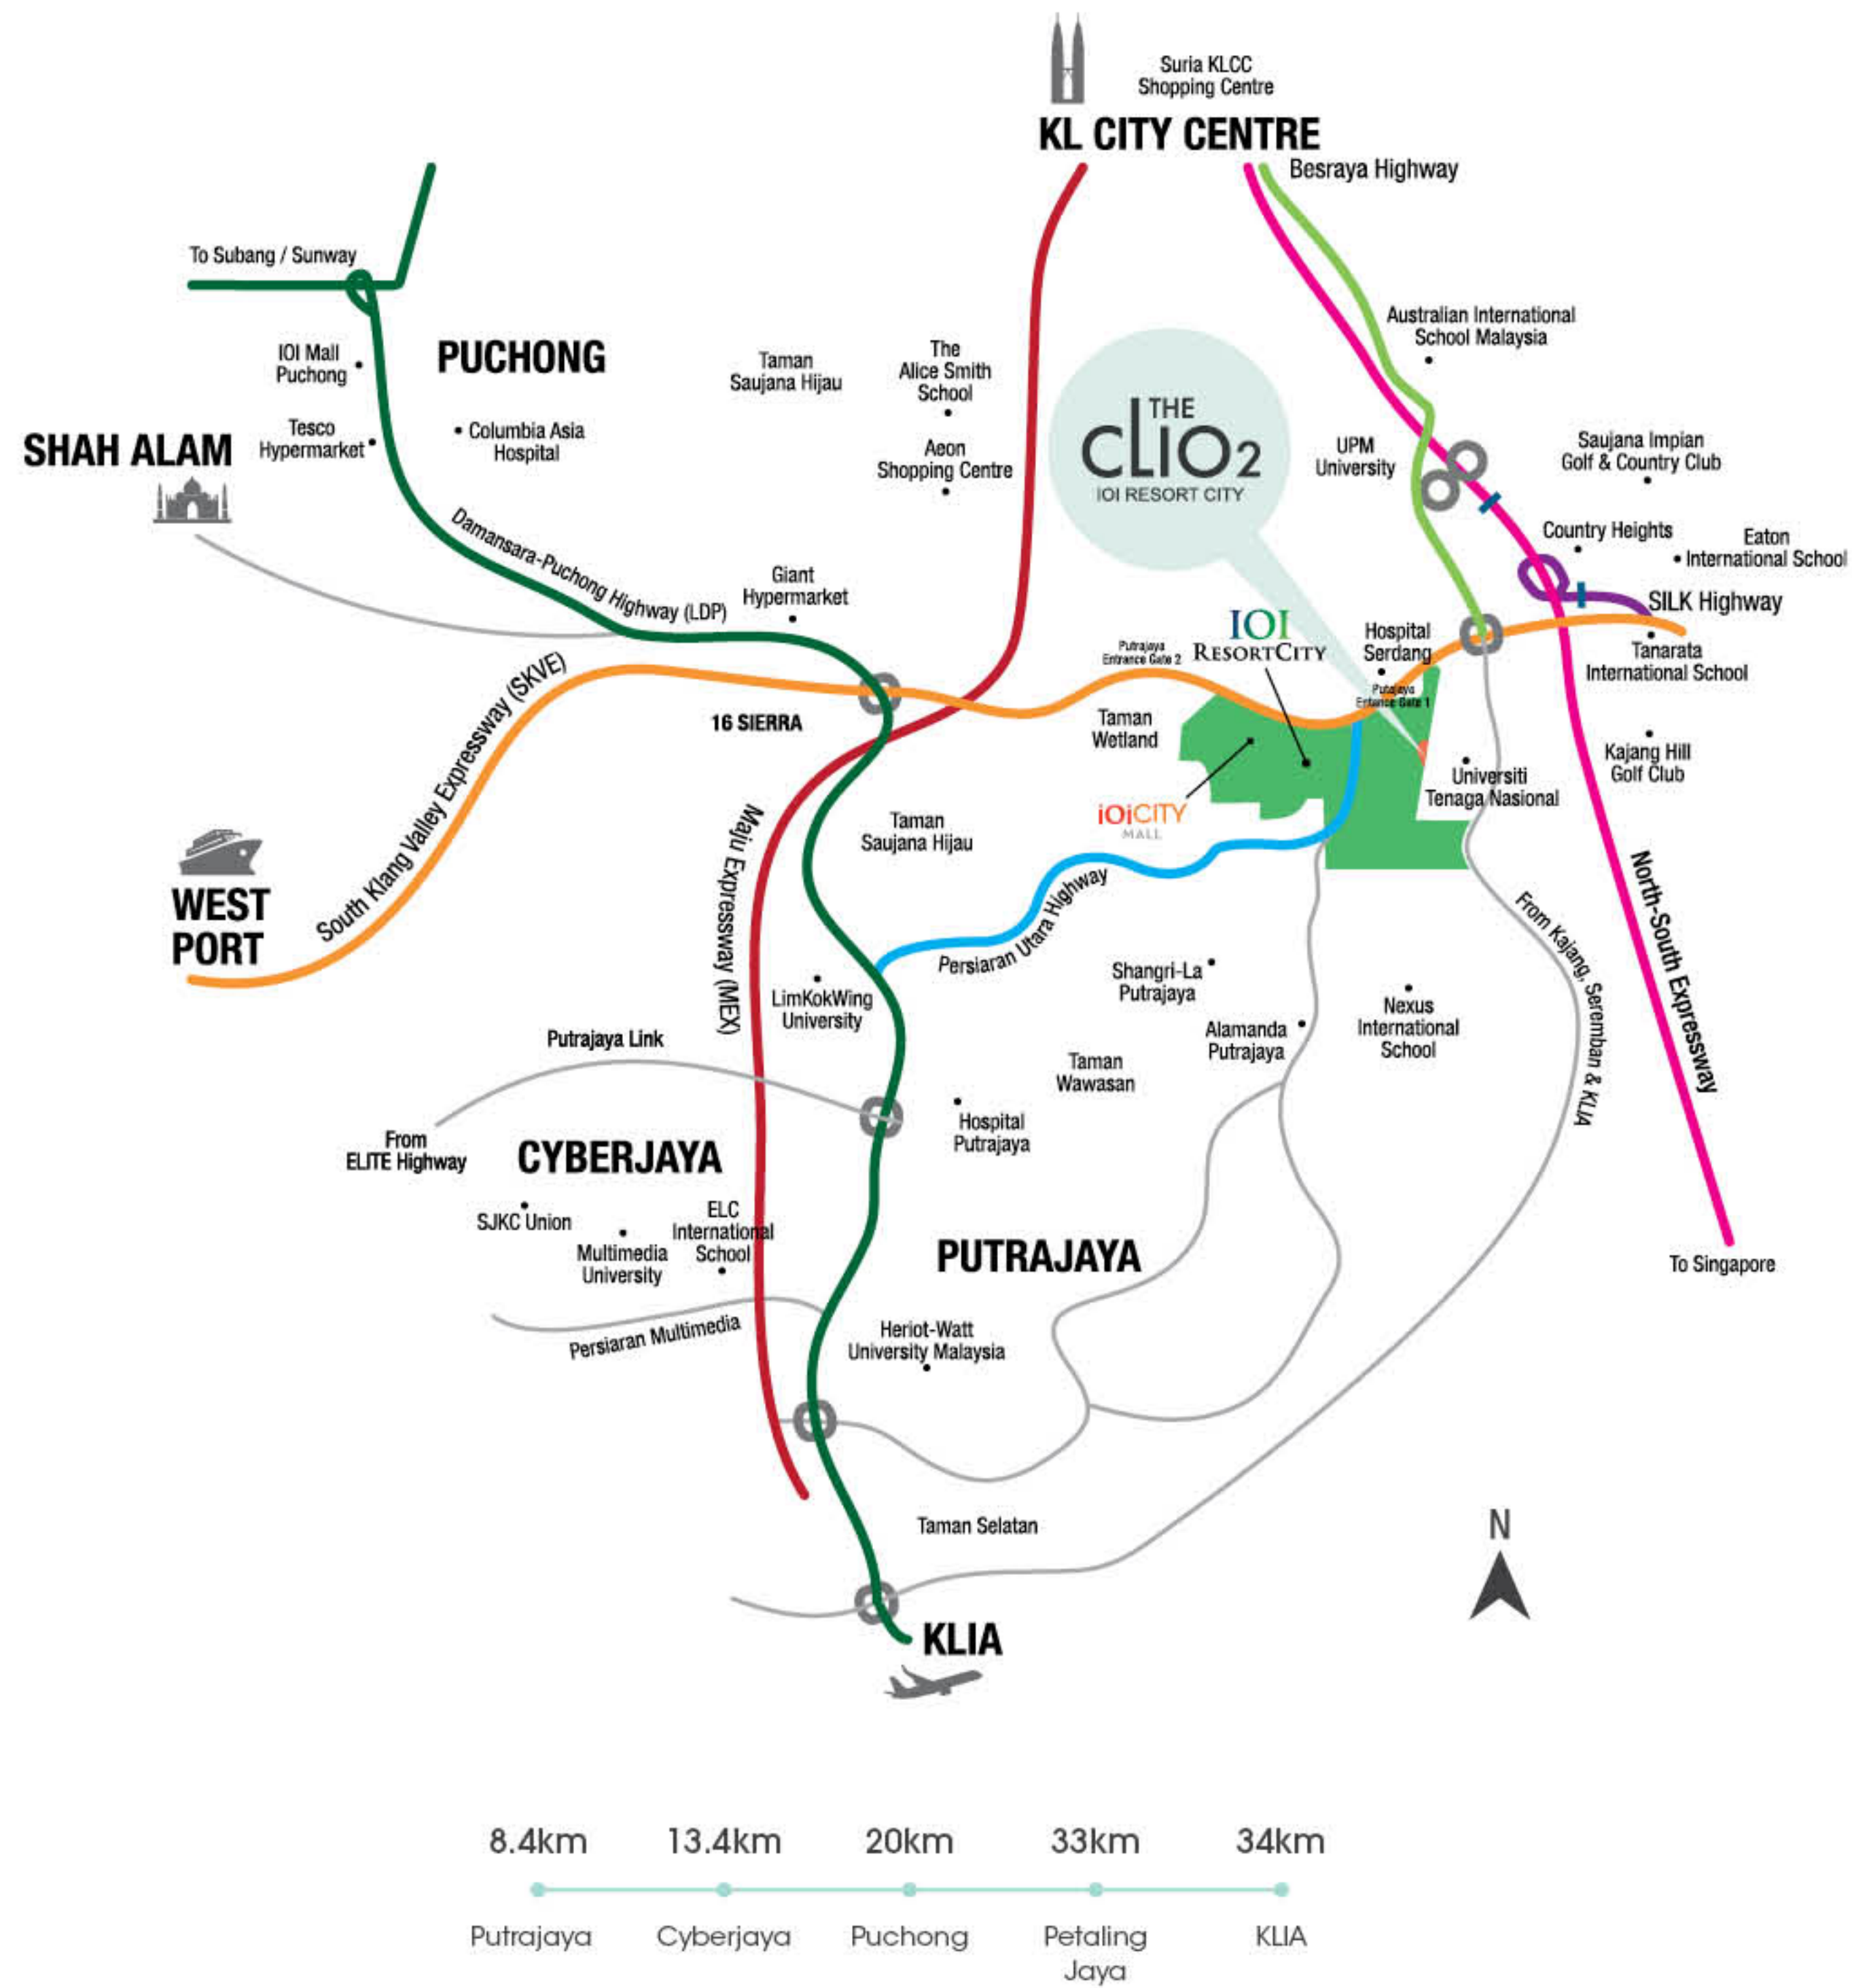 Suria KLCC
Shopping Centre
KL CITY CENTRE
Besraya Highway
To Subang / Sunway
IOI Mall
Puchong
PUCHONG
Taman
Saujana Hijau
The
Alice Smith
School
Australian International
School Malaysia
SHAH ALAM
Tesco
Hypermarket
Columbia Asia
Hospital
Aeon
Shopping Centre
THE
CLIO2
IOI RESORT CITY
UPM
University
Saujana Impian
Golf & Country Club
Damansara-Puchong Highway (LDP)
Giant
Hypermarket
Country Heights
Eaton
International School
SILK Highway
IOI
RESORTCITY
Hospital
Serdang
Putrajaya
Entrance Gate 2
Putrajaya
Entrance Gate 1
Tanarata
International School
South Klang Valley Expressway (SKVE)
16 SIERRA
Taman
Wetland
Kajang Hill
Golf Club
Universiti
Tenaga Nasional
iOiCITY
MALL
Maju Expressway (MEX)
Taman
Saujana Hijau
WEST
PORT
Persiaran Utara Highway
From Kajang, Seremban & KLIA
North-South Expressway
LimKokWing
University
Shangri-La
Putrajaya
Alamanda
Putrajaya
Nexus
International
School
Putrajaya Link
Taman
Wawasan
From
ELITE Highway
CYBERJAYA
Hospital
Putrajaya
SJKC Union
Multimedia
University
ELC
International
School
PUTRAJAYA
To Singapore
Persiaran Multimedia
Heriot-Watt
University Malaysia
Taman Selatan
N
KLIA
8.4km
13.4km
20km
33km
34km
Putrajaya
Cyberjaya
Puchong
Petaling
Jaya
KLIA